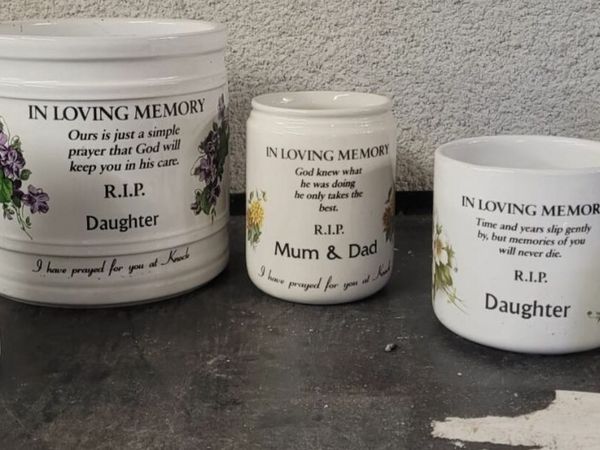 IN LOVING MEMORY
Ours is just a simple
prayer that God will
keep you in his care.
R.I.P.
Daughter
I have prayed for you at Knock
IN LOVING MEMORY
God knew what
he was doing
he only takes the
best.
R.I.P.
Mum & Dad
I have prayed for you at
IN LOVING MEMOR
Time and years slip gently
by, but memories of you
will never die.
R.I.P.
Daughter